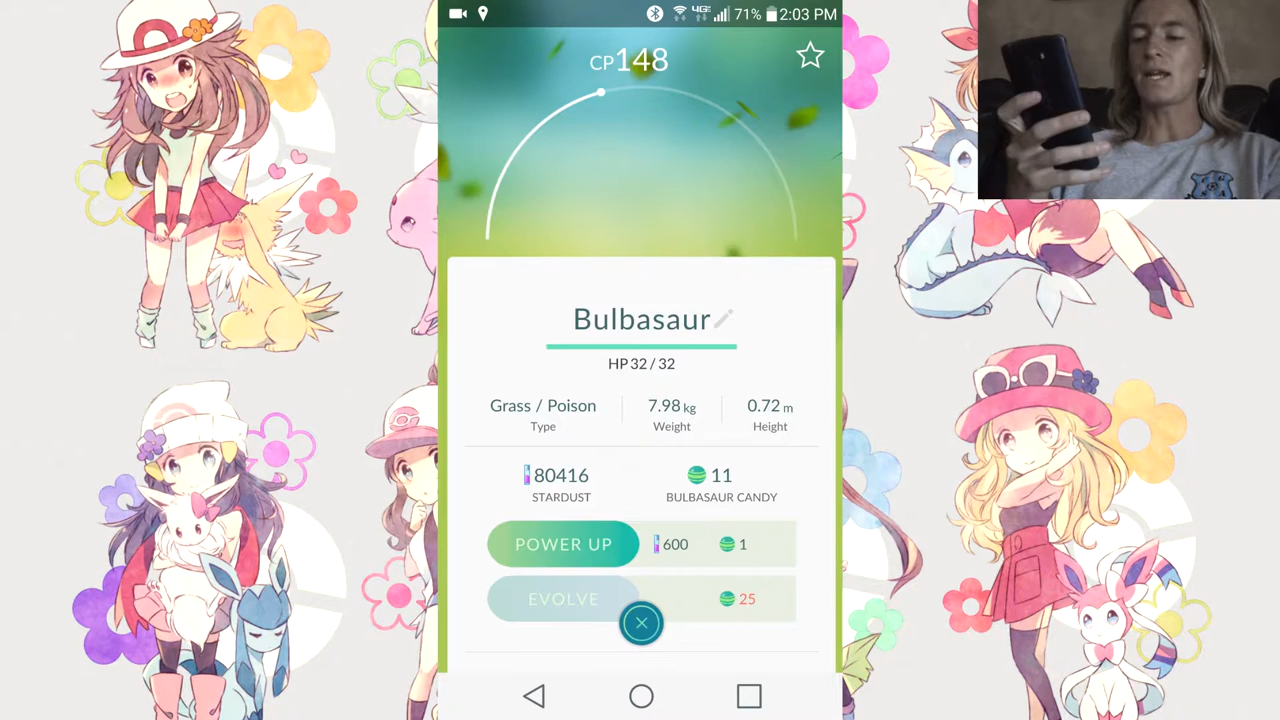 71% 2:03 PM
CP148
Bulbasaur
HP 32 / 32
Grass / Poison 7.98 kg 0.72 m
Type Weight Height
80416 11
STARDUST BULBASAUR CANDY
POWER UP 600 1
EVOLVE 25